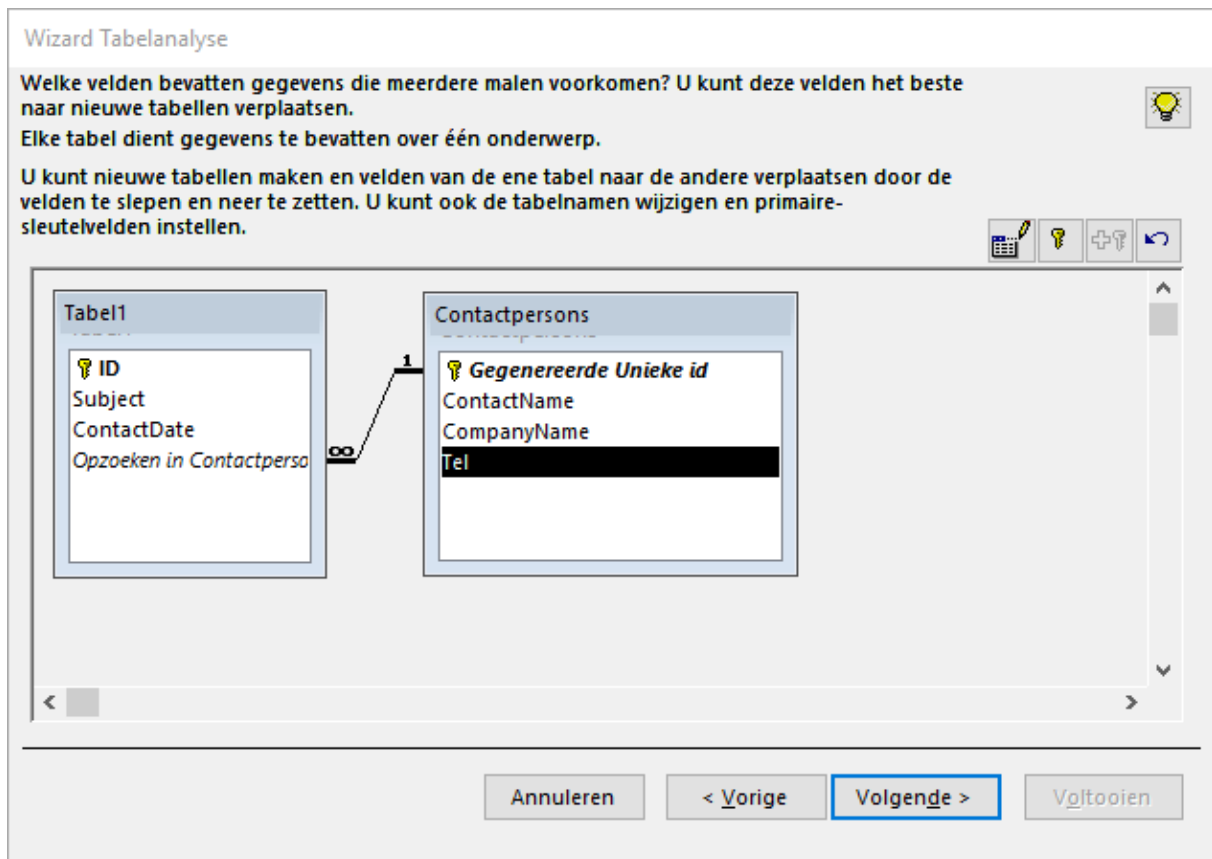 Wizard Tabelanalyse
Welke velden bevatten gegevens die meerdere malen voorkomen? U kunt deze velden het beste
naar nieuwe tabellen verplaatsen.
Elke tabel dient gegevens te bevatten over één onderwerp.
U kunt nieuwe tabellen maken en velden van de ene tabel naar de andere verplaatsen door de
velden te slepen en neer te zetten. U kunt ook de tabelnamen wijzigen en primaire-
sleutelvelden instellen.
Tabel1
ID
Subject
ContactDate
Opzoeken in Contactperso
∞
1
Contactpersons
Gegenereerde Unieke id
ContactName
CompanyName
Tel
Annuleren
< Vorige
Volgende >
Voltooien